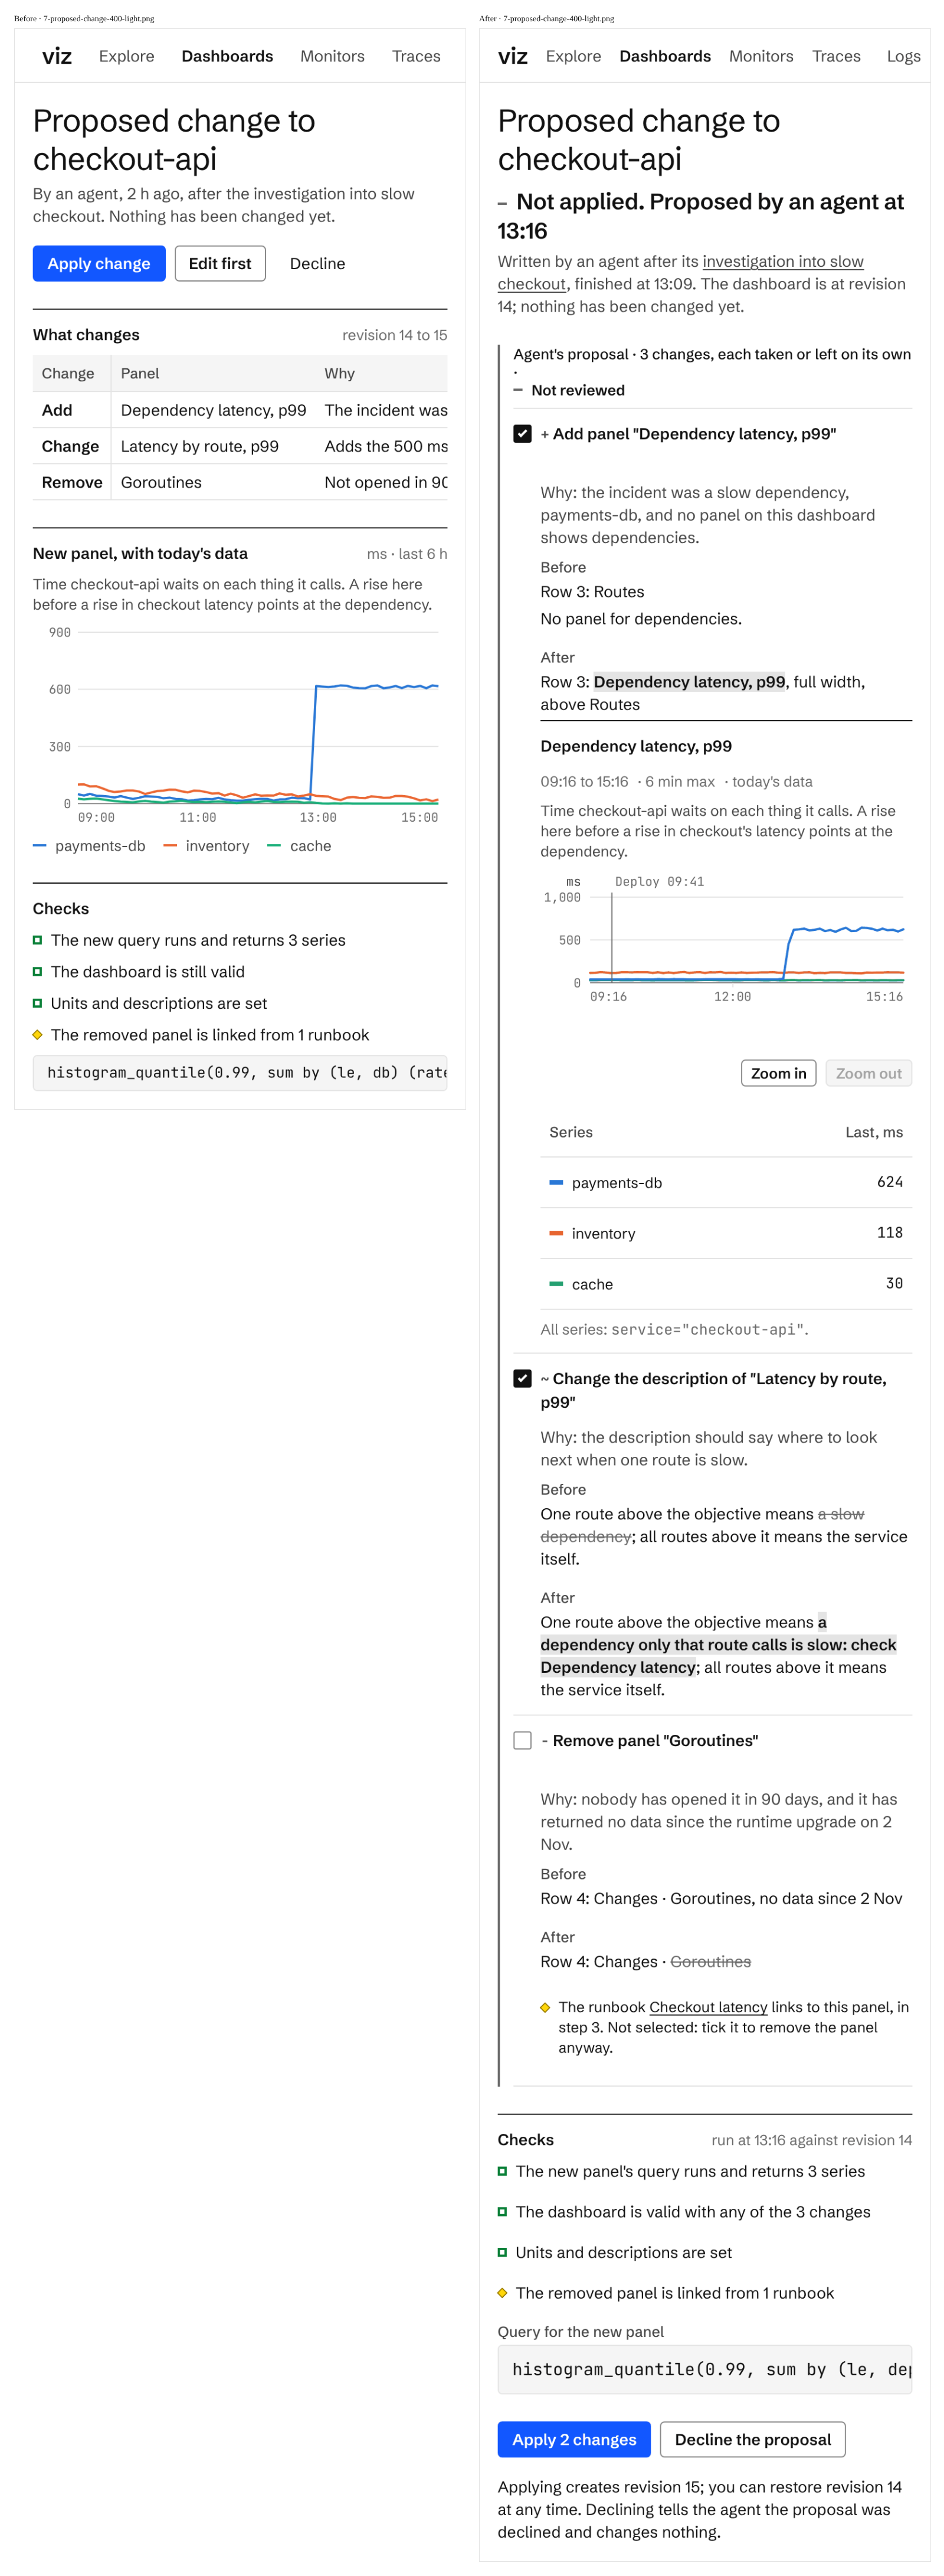 Before · 7-proposed-change-400-light.png
viz Explore Dashboards Monitors Traces
Proposed change to
checkout-api
By an agent, 2 h ago, after the investigation into slow
checkout. Nothing has been changed yet.
Apply change Edit first Decline
What changes revision 14 to 15
Change Panel Why
Add Dependency latency, p99 The incident was
Change Latency by route, p99 Adds the 500 ms
Remove Goroutines Not opened in 90
New panel, with today's data ms · last 6 h
Time checkout-api waits on each thing it calls. A rise here
before a rise in checkout latency points at the dependency.
900
600
300
0
09:00 11:00 13:00 15:00
payments-db inventory cache
Checks
The new query runs and returns 3 series
The dashboard is still valid
Units and descriptions are set
The removed panel is linked from 1 runbook
histogram_quantile(0.99, sum by (le, db) (rate
After · 7-proposed-change-400-light.png
viz Explore Dashboards Monitors Traces Logs
Proposed change to
checkout-api
– Not applied. Proposed by an agent at
13:16
Written by an agent after its investigation into slow
checkout, finished at 13:09. The dashboard is at revision
14; nothing has been changed yet.
Agent's proposal · 3 changes, each taken or left on its own
·
– Not reviewed
+ Add panel "Dependency latency, p99"
Why: the incident was a slow dependency,
payments-db, and no panel on this dashboard
shows dependencies.
Before
Row 3: Routes
No panel for dependencies.
After
Row 3: Dependency latency, p99, full width,
above Routes
Dependency latency, p99
09:16 to 15:16 · 6 min max · today's data
Time checkout-api waits on each thing it calls. A rise
here before a rise in checkout's latency points at the
dependency.
ms Deploy 09:41
1,000
500
0
09:16 12:00 15:16
Zoom in Zoom out
Series Last, ms
payments-db 624
inventory 118
cache 30
All series: service="checkout-api".
~ Change the description of "Latency by route,
p99"
Why: the description should say where to look
next when one route is slow.
Before
One route above the objective means a slow
dependency; all routes above it means the service
itself.
After
One route above the objective means a
dependency only that route calls is slow: check
Dependency latency; all routes above it means
the service itself.
- Remove panel "Goroutines"
Why: nobody has opened it in 90 days, and it has
returned no data since the runtime upgrade on 2
Nov.
Before
Row 4: Changes · Goroutines, no data since 2 Nov
After
Row 4: Changes · Goroutines
The runbook Checkout latency links to this panel, in
step 3. Not selected: tick it to remove the panel
anyway.
Checks run at 13:16 against revision 14
The new panel's query runs and returns 3 series
The dashboard is valid with any of the 3 changes
Units and descriptions are set
The removed panel is linked from 1 runbook
Query for the new panel
histogram_quantile(0.99, sum by (le, dep
Apply 2 changes Decline the proposal
Applying creates revision 15; you can restore revision 14
at any time. Declining tells the agent the proposal was
declined and changes nothing.